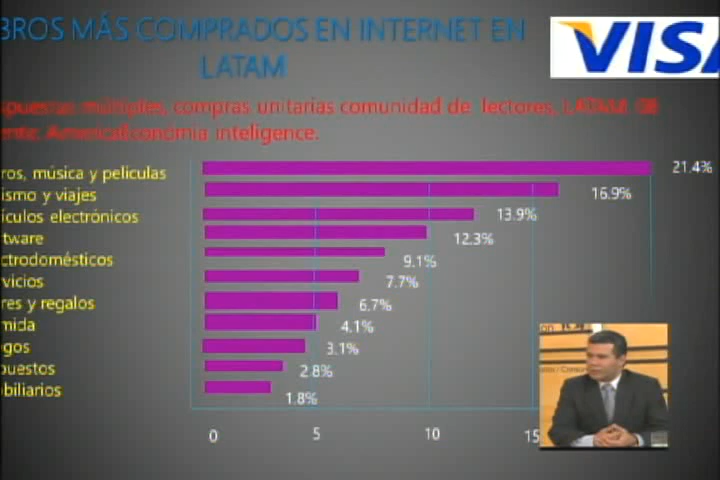 BROS MÁS COMPRADOS EN INTERNET EN
LATAM
VISA
spuestas múltiples, compras unitarias comunidad de lectores, LATAM 08
ente: AmericaEconimia inteligence.
ros, música y películas 21.4%
ismo y viajes 16.9%
ículos electrónicos 13.9%
tware 12.3%
ctrodomésticos 9.1%
vicios 7.7%
res y regalos 6.7%
mida 4.1%
gos 3.1%
puestos 2.8%
biliarios 1.8%
0 5 10 15